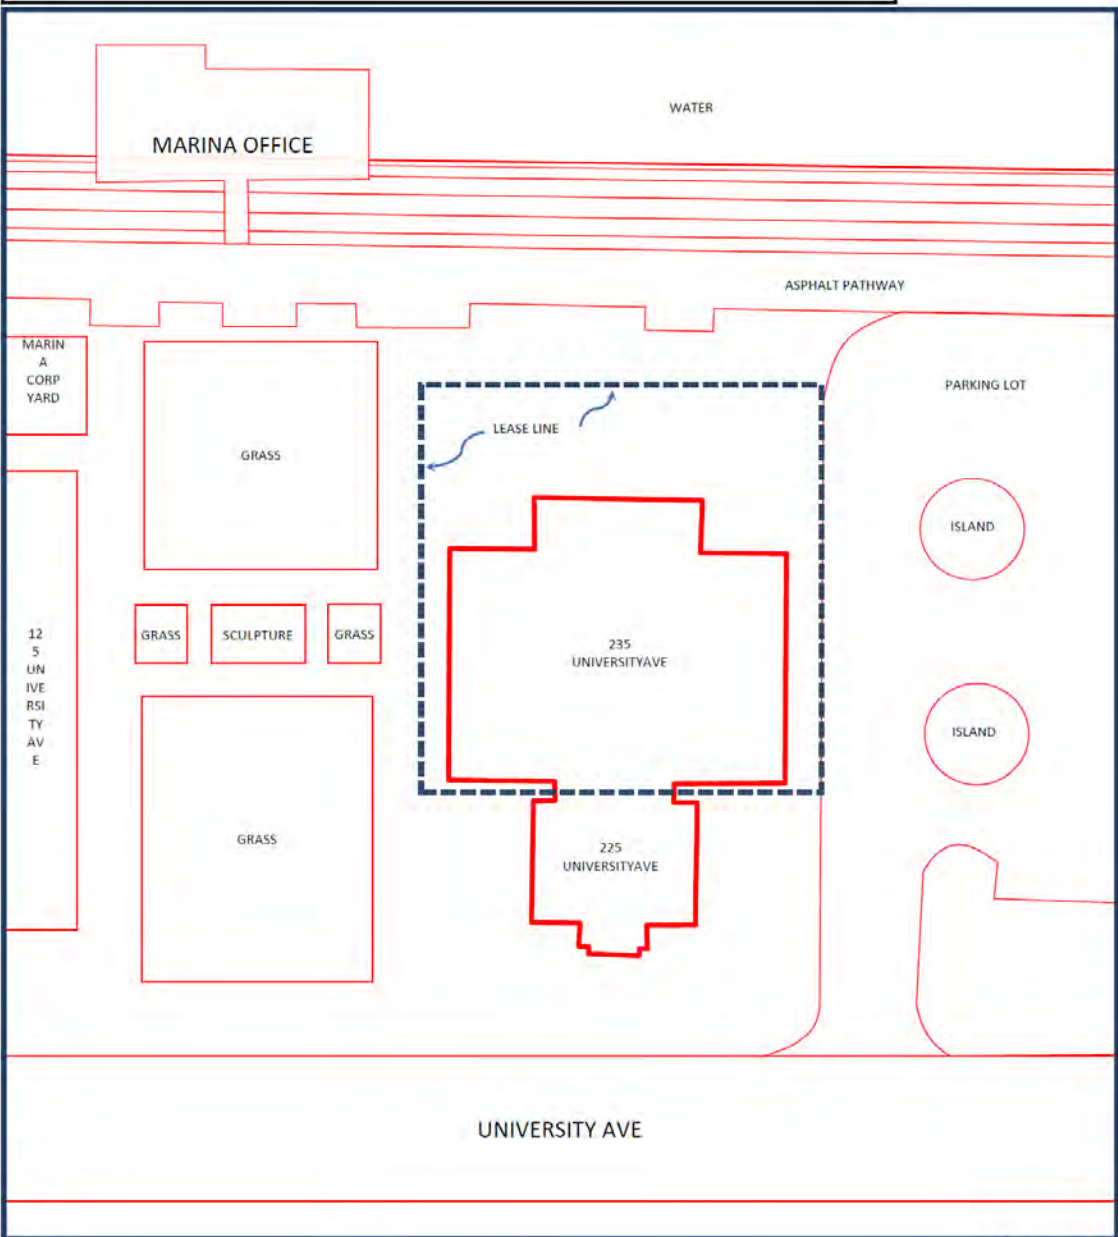 WATER
MARINA OFFICE
ASPHALT PATHWAY
MARIN
A
CORP
YARD
PARKING LOT
LEASE LINE
GRASS
ISLAND
GRASS
SCULPTURE
GRASS
12
5
UN
IVE
RSI
TY
AV
E
235
UNIVERSITYAVE
ISLAND
GRASS
225
UNIVERSITYAVE
UNIVERSITY AVE